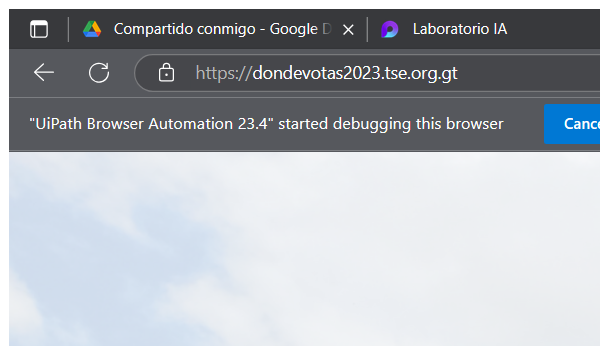 Compartido conmigo - Google D
Laboratorio IA
https://dondevotas2023.tse.org.gt
"UiPath Browser Automation 23.4" started debugging this browser
Cance